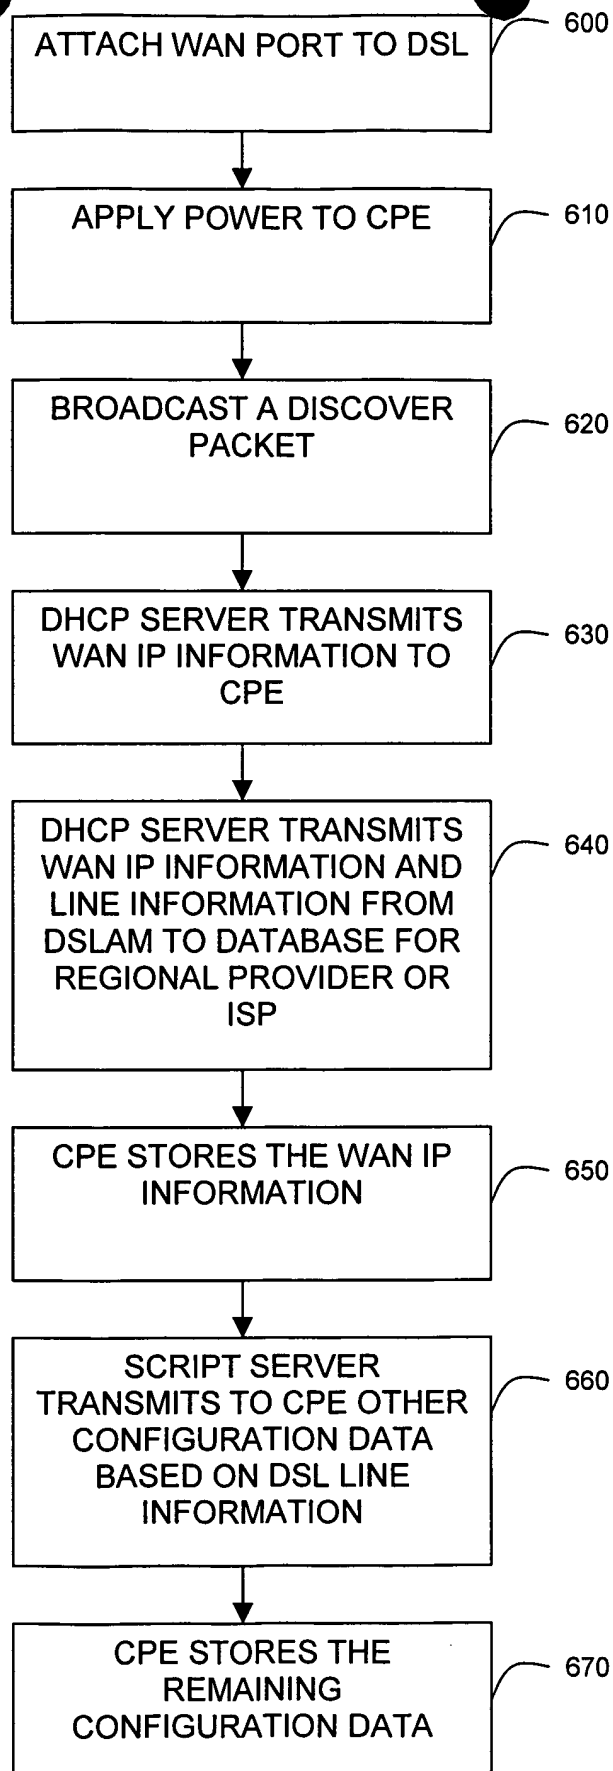 ATTACH WAN PORT TO DSL
600
APPLY POWER TO CPE
610
BROADCAST A DISCOVER
PACKET
620
DHCP SERVER TRANSMITS
WAN IP INFORMATION TO
CPE
630
DHCP SERVER TRANSMITS
WAN IP INFORMATION AND
LINE INFORMATION FROM
DSLAM TO DATABASE FOR
REGIONAL PROVIDER OR
ISP
640
CPE STORES THE WAN IP
INFORMATION
650
SCRIPT SERVER
TRANSMITS TO CPE OTHER
CONFIGURATION DATA
BASED ON DSL LINE
INFORMATION
660
CPE STORES THE
REMAINING
CONFIGURATION DATA
670